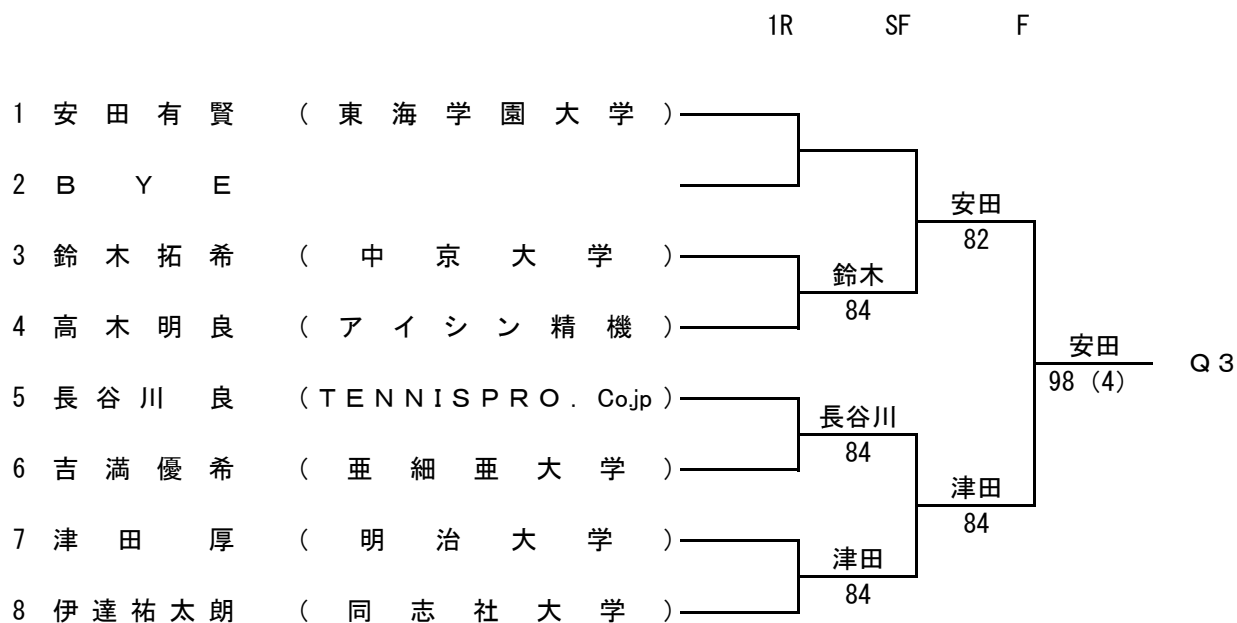 1R SF F
1 安田有賢 (東海学園大学)
2 BYE
安田
82
3 鈴木拓希 (中京大学)
鈴木
84
4 高木明良 (アイシン精機)
安田
98 (4)
Q3
5 長谷川良 (TENNISPRO. Co.jp)
長谷川
84
6 吉満優希 (亜細亜大学)
津田
84
7 津田厚 (明治大学)
津田
84
8 伊達祐太朗 (同志社大学)